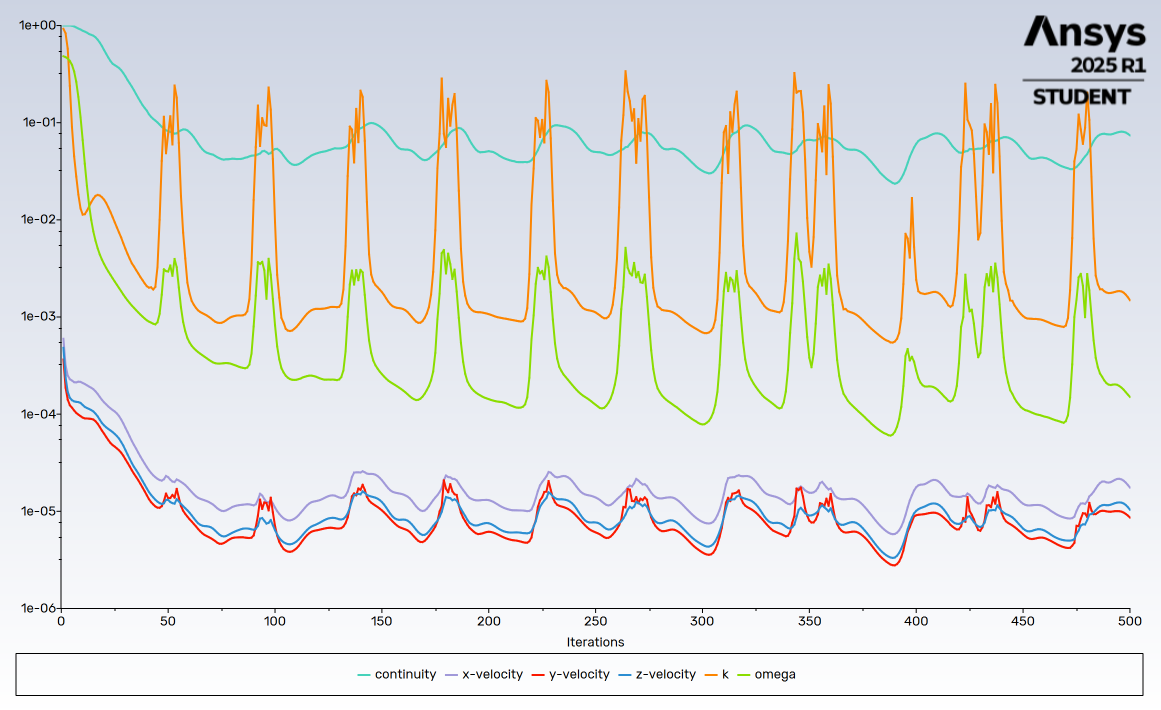 Ansys
2025 R1
STUDENT
1e+00
1e-01
1e-02
1e-03
1e-04
1e-05
1e-06
0 50 100 150 200 250 300 350 400 450 500
Iterations
continuity x-velocity y-velocity z-velocity k omega